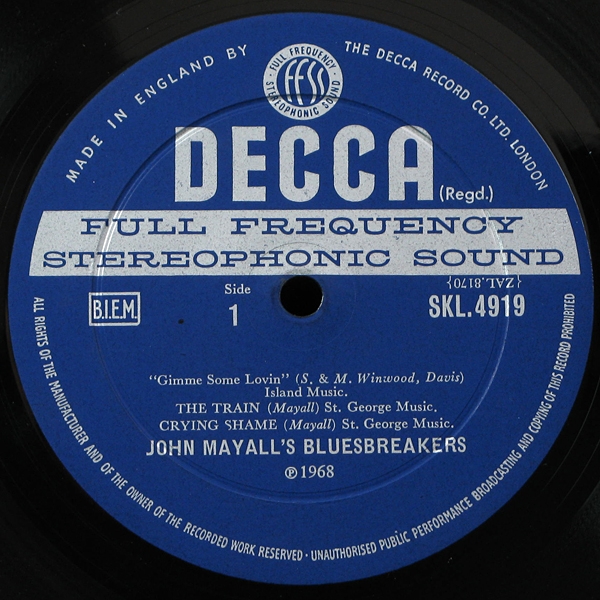 MADE IN ENGLAND BY THE DECCA RECORD CO. LTD. LONDON
· FULL FREQUENCY · STEREOPHONIC SOUND
FFSS
DECCA (Regd.)
FULL FREQUENCY
STEREOPHONIC SOUND
{ZAL.8170}
Side
B.I.E.M. 1 SKL.4919
"Gimme Some Lovin" (S. & M. Winwood, Davis)
Island Music.
THE TRAIN (Mayall) St. George Music.
CRYING SHAME (Mayall) St. George Music.
JOHN MAYALL'S BLUESBREAKERS
℗1968
ALL RIGHTS OF THE MANUFACTURER AND OF THE OWNER OF THE RECORDED WORK RESERVED · UNAUTHORISED PUBLIC PERFORMANCE BROADCASTING AND COPYING OF THIS RECORD PROHIBITED